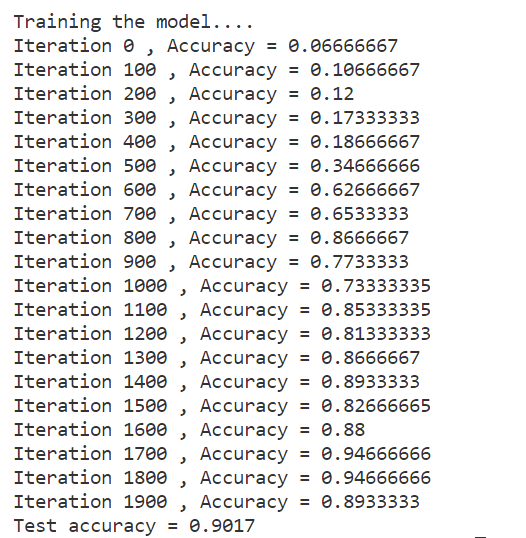 Training the model....
Iteration 0 , Accuracy = 0.06666667
Iteration 100 , Accuracy = 0.10666667
Iteration 200 , Accuracy = 0.12
Iteration 300 , Accuracy = 0.17333333
Iteration 400 , Accuracy = 0.18666667
Iteration 500 , Accuracy = 0.34666666
Iteration 600 , Accuracy = 0.62666667
Iteration 700 , Accuracy = 0.6533333
Iteration 800 , Accuracy = 0.8666667
Iteration 900 , Accuracy = 0.7733333
Iteration 1000 , Accuracy = 0.73333335
Iteration 1100 , Accuracy = 0.85333335
Iteration 1200 , Accuracy = 0.81333333
Iteration 1300 , Accuracy = 0.8666667
Iteration 1400 , Accuracy = 0.8933333
Iteration 1500 , Accuracy = 0.82666665
Iteration 1600 , Accuracy = 0.88
Iteration 1700 , Accuracy = 0.94666666
Iteration 1800 , Accuracy = 0.94666666
Iteration 1900 , Accuracy = 0.8933333
Test accuracy = 0.9017